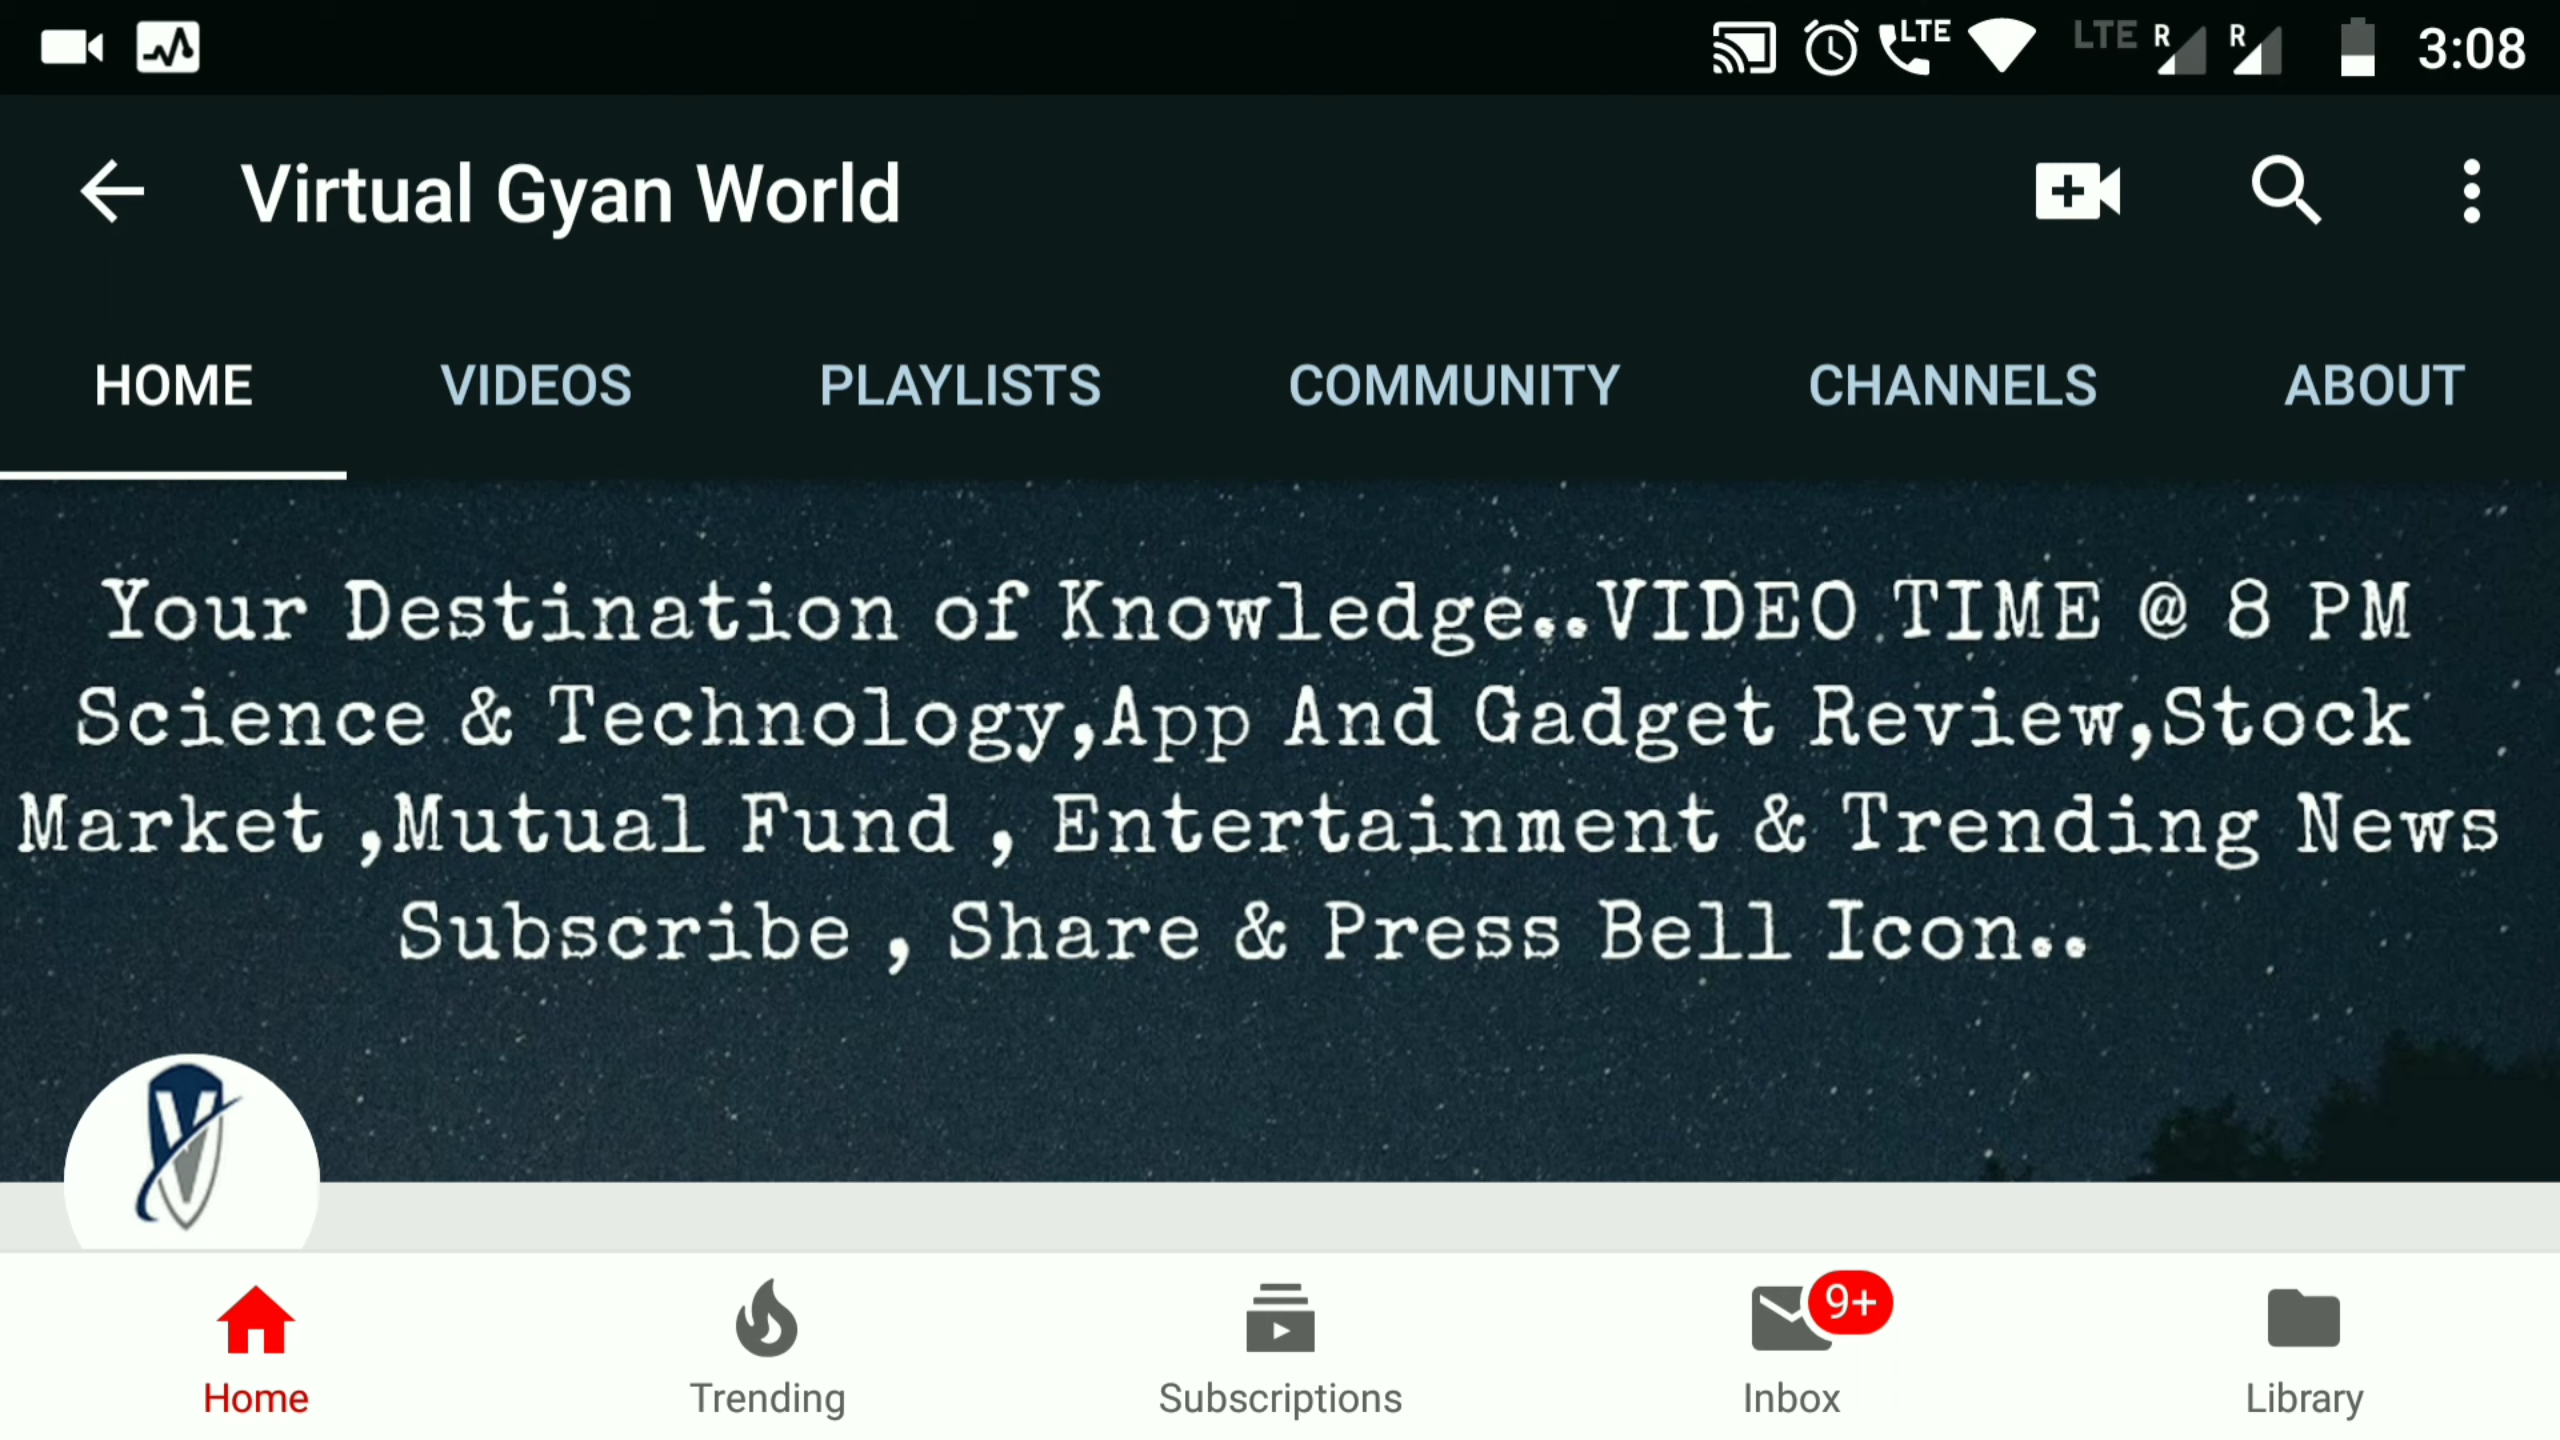 LTE LTE R R 3:08
Virtual Gyan World
HOME VIDEOS PLAYLISTS COMMUNITY CHANNELS ABOUT
Your Destination of Knowledge..VIDEO TIME @ 8 PM
Science & Technology,App And Gadget Review,Stock
Market ,Mutual Fund , Entertainment & Trending News
Subscribe , Share & Press Bell Icon..
V
9+
Home Trending Subscriptions Inbox Library